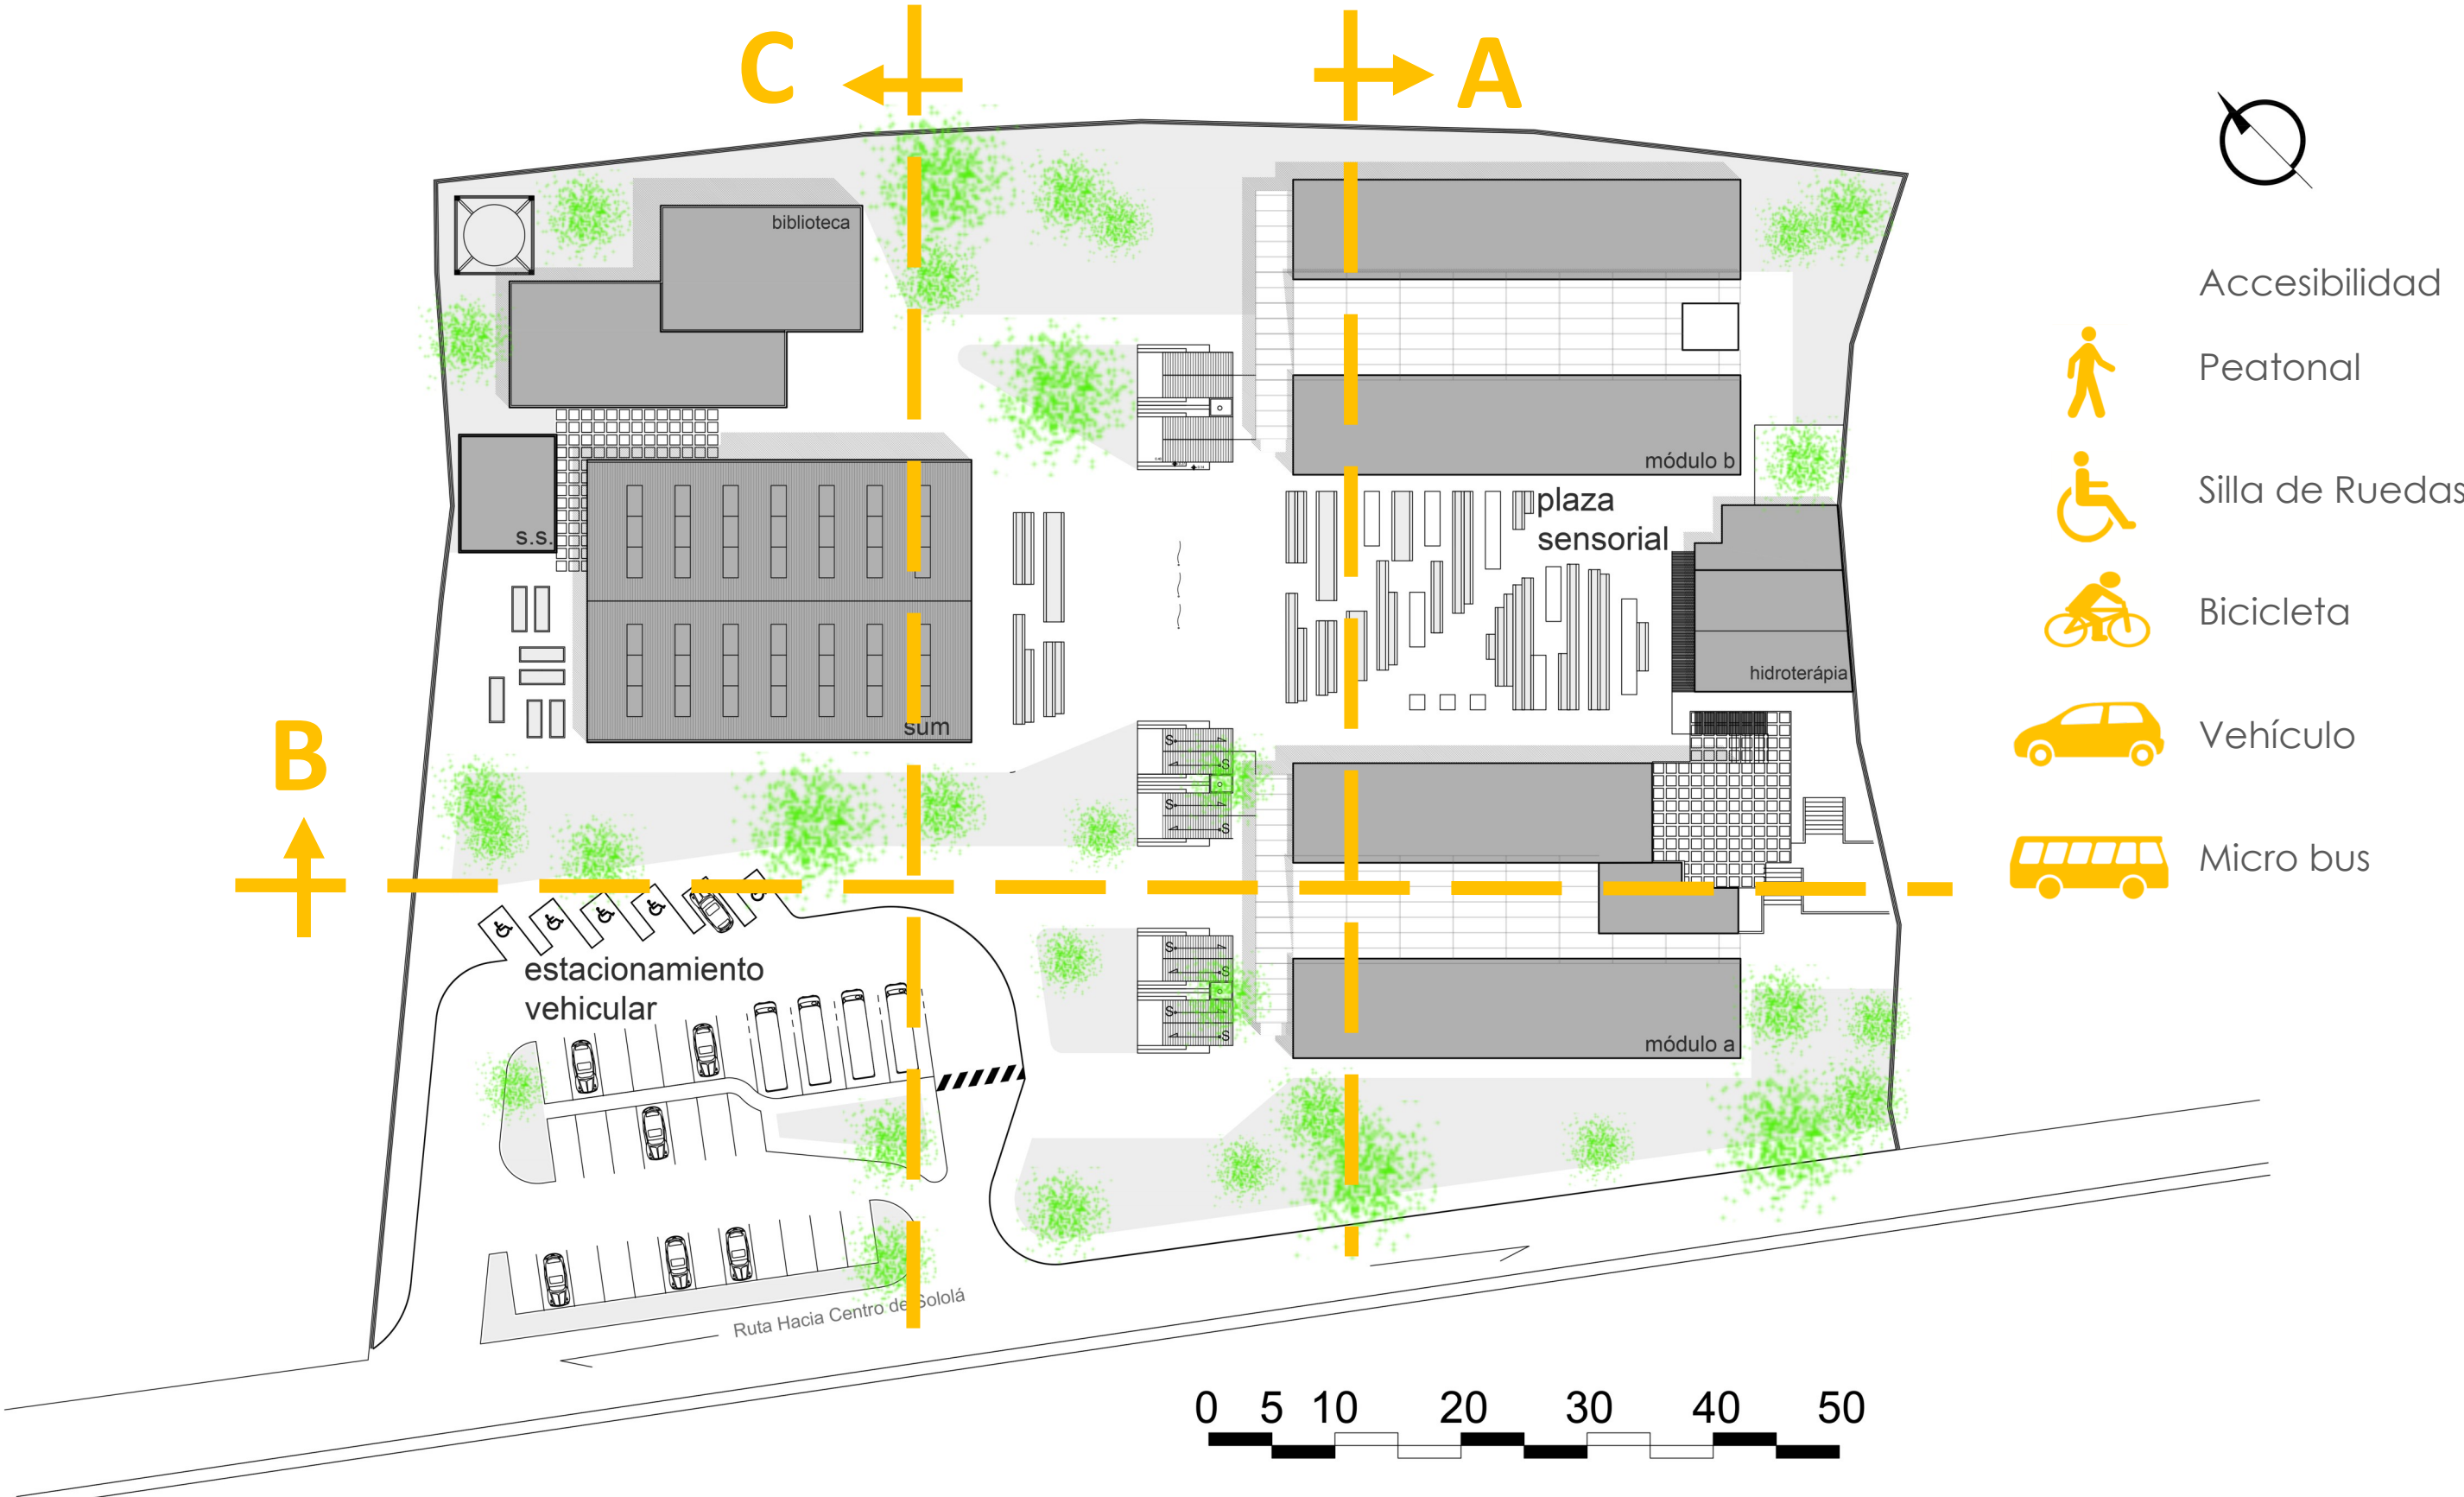 C
A
biblioteca
Accesibilidad
Peatonal
módulo b
Silla de Ruedas
plaza
sensorial
s.s.
Bicicleta
hidroterápia
sum
B
Vehículo
S
S
S
S
Micro bus
S
S
S
S
estacionamiento
vehicular
módulo a
Ruta Hacia Centro de Sololá
0 5 10 20 30 40 50